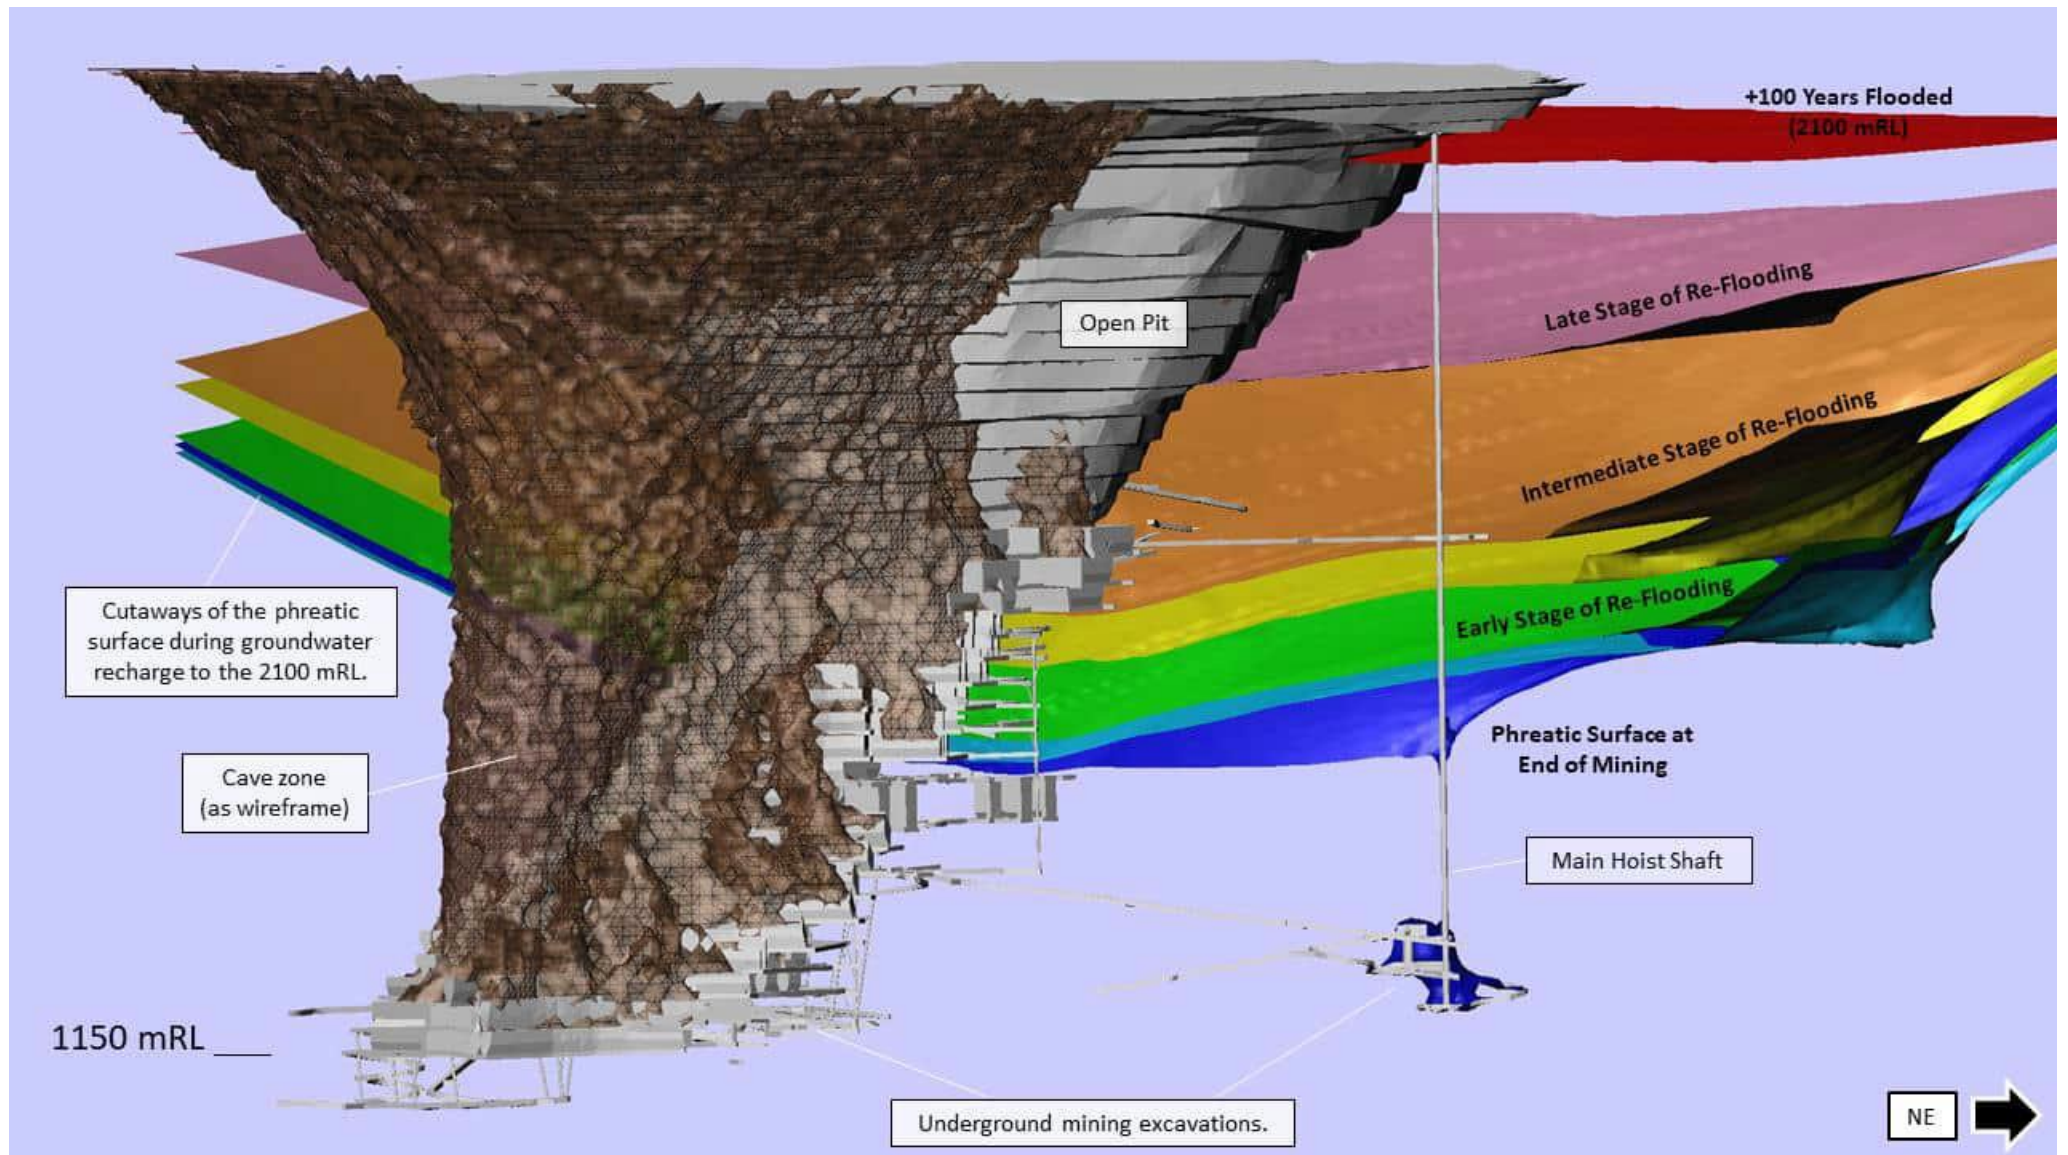 +100 Years Flooded
(2100 mRL)
Late Stage of Re-Flooding
Open Pit
Intermediate Stage of Re-Flooding
Early Stage of Re-Flooding
Cutaways of the phreatic
surface during groundwater
recharge to the 2100 mRL.
Phreatic Surface at
End of Mining
Cave zone
(as wireframe)
Main Hoist Shaft
1150 mRL
Underground mining excavations.
NE